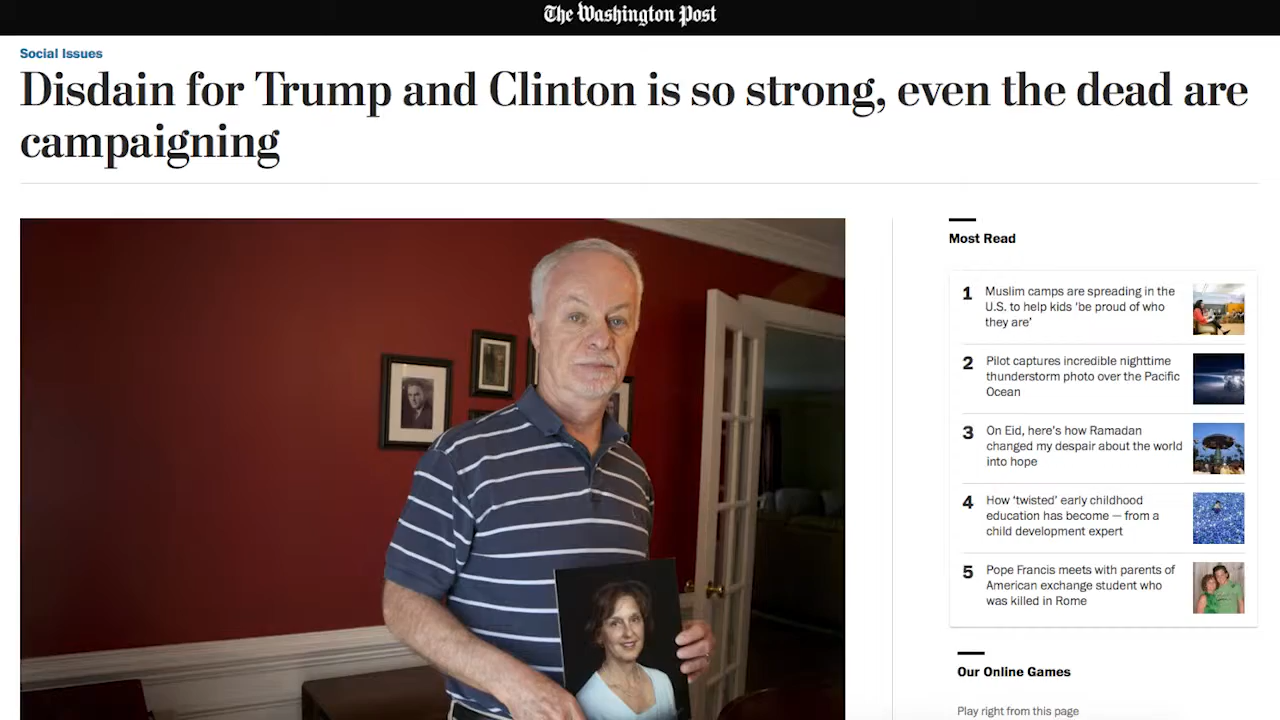 The Washington Post
Social Issues
Disdain for Trump and Clinton is so strong, even the dead are
campaigning
Most Read
1
Muslim camps are spreading in the
U.S. to help kids 'be proud of who
they are'
2
Pilot captures incredible nighttime
thunderstorm photo over the Pacific
Ocean
3
On Eid, here's how Ramadan
changed my despair about the world
into hope
4
How 'twisted' early childhood
education has become — from a
child development expert
5
Pope Francis meets with parents of
American exchange student who
was killed in Rome
Our Online Games
Play right from this page